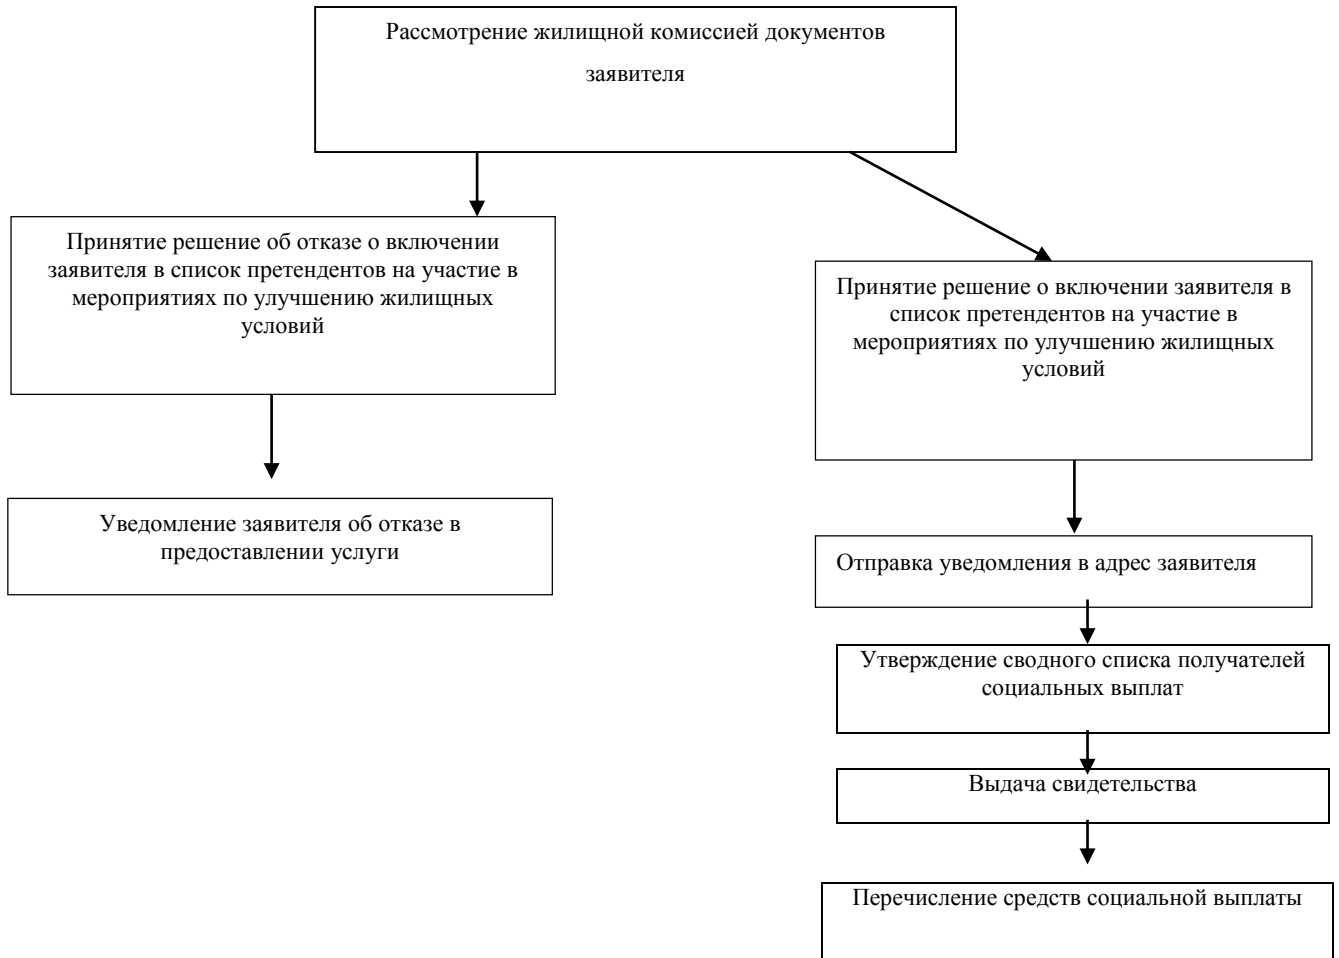 Рассмотрение жилищной комиссией документов
заявителя
Принятие решение об отказе о включении
заявителя в список претендентов на участие в
мероприятиях по улучшению жилищных
условий
Принятие решение о включении заявителя в
список претендентов на участие в
мероприятиях по улучшению жилищных
условий
Уведомление заявителя об отказе в
предоставлении услуги
Отправка уведомления в адрес заявителя
Утверждение сводного списка получателей
социальных выплат
Выдача свидетельства
Перечисление средств социальной выплаты